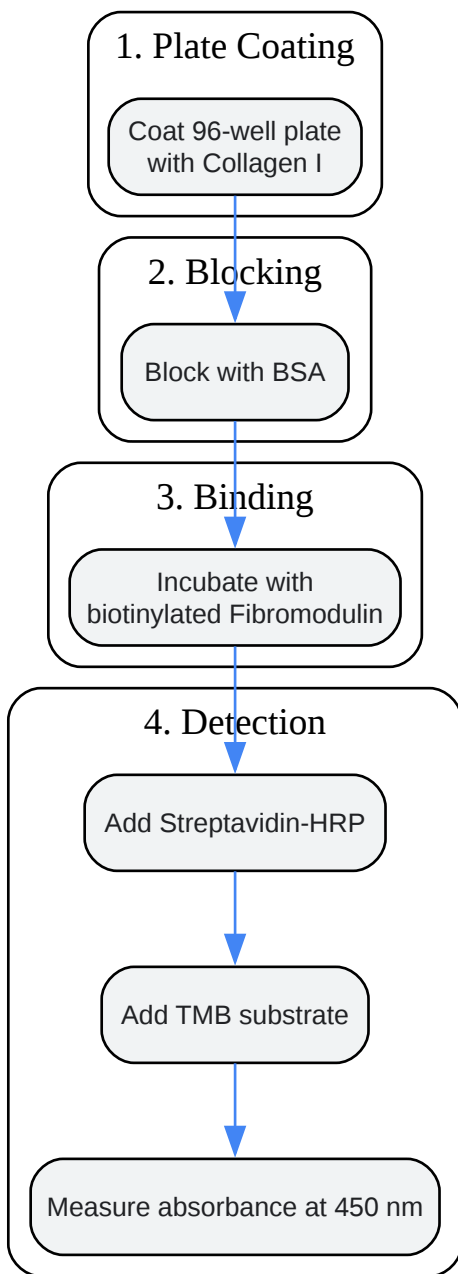 1. Plate Coating
Coat 96-well plate
with Collagen I
2. Blocking
Block with BSA
3. Binding
Incubate with
biotinylated Fibromodulin
4. Detection
Add Streptavidin-HRP
Add TMB substrate
Measure absorbance at 450 nm